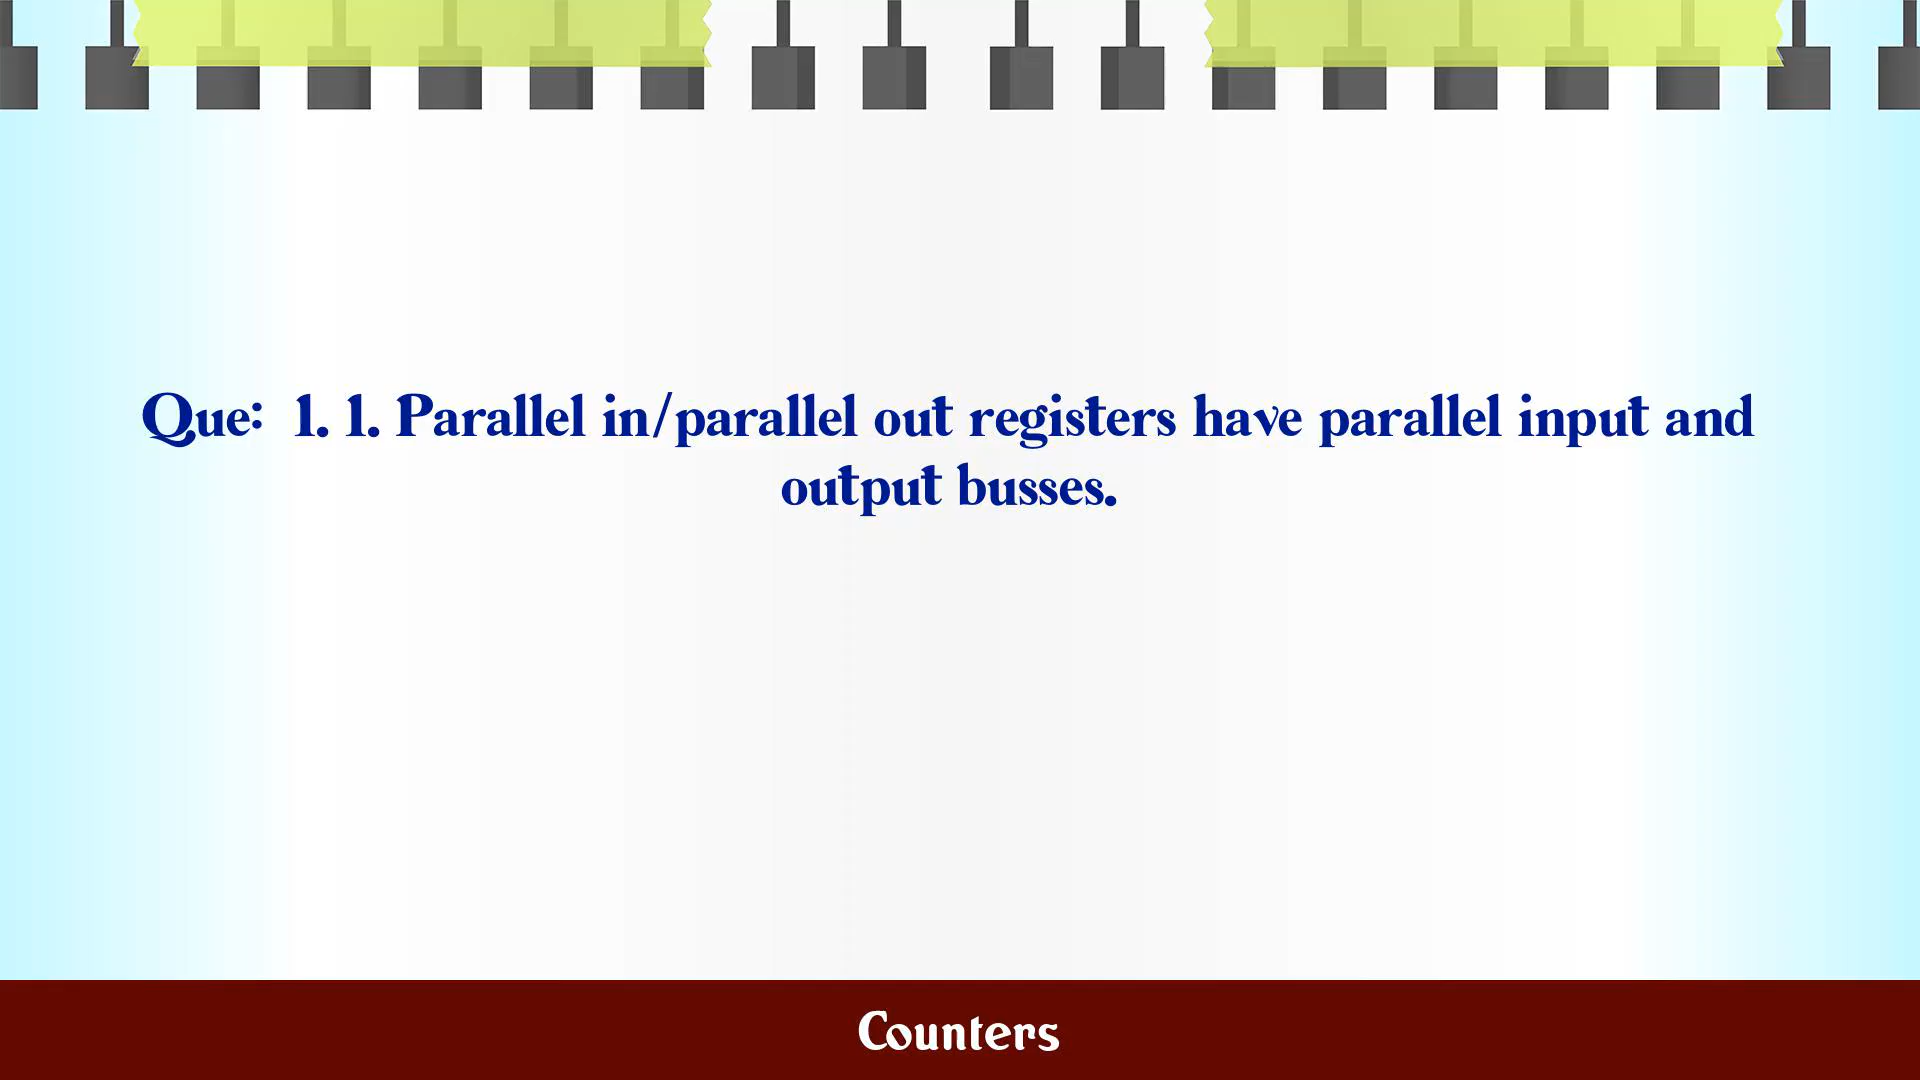 Que: 1. 1. Parallel in/parallel out registers have parallel input and
output busses.
Counters